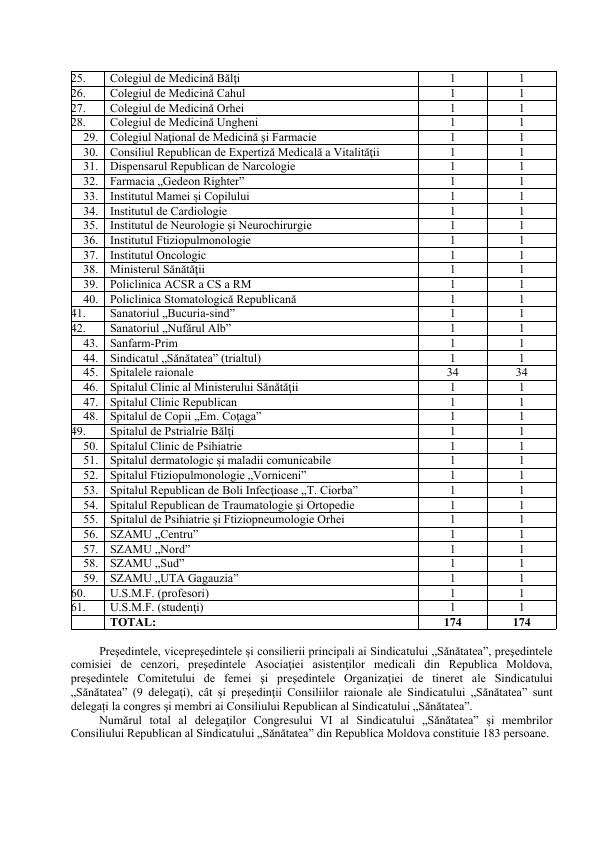 25. Colegiul de Medicină Bălţi 1 1
26. Colegiul de Medicină Cahul 1 1
27. Colegiul de Medicină Orhei 1 1
28. Colegiul de Medicină Ungheni 1 1
29. Colegiul Naţional de Medicină şi Farmacie 1 1
30. Consiliul Republican de Expertiză Medicală a Vitalităţii 1 1
31. Dispensarul Republican de Narcologie 1 1
32. Farmacia „Gedeon Righter” 1 1
33. Institutul Mamei şi Copilului 1 1
34. Institutul de Cardiologie 1 1
35. Institutul de Neurologie şi Neurochirurgie 1 1
36. Institutul Ftiziopulmonologie 1 1
37. Institutul Oncologic 1 1
38. Ministerul Sănătăţii 1 1
39. Policlinica ACSR a CS a RM 1 1
40. Policlinica Stomatologică Republicană 1 1
41. Sanatoriul „Bucuria-sind” 1 1
42. Sanatoriul „Nufărul Alb” 1 1
43. Sanfarm-Prim 1 1
44. Sindicatul „Sănătatea” (trialtul) 1 1
45. Spitalele raionale 34 34
46. Spitalul Clinic al Ministerului Sănătăţii 1 1
47. Spitalul Clinic Republican 1 1
48. Spitalul de Copii „Em. Coţaga” 1 1
49. Spitalul de Pstrialrie Bălţi 1 1
50. Spitalul Clinic de Psihiatrie 1 1
51. Spitalul dermatologic şi maladii comunicabile 1 1
52. Spitalul Ftiziopulmonologie „Vorniceni” 1 1
53. Spitalul Republican de Boli Infecţioase „T. Ciorba” 1 1
54. Spitalul Republican de Traumatologie şi Ortopedie 1 1
55. Spitalul de Psihiatrie şi Ftiziopneumologie Orhei 1 1
56. SZAMU „Centru” 1 1
57. SZAMU „Nord” 1 1
58. SZAMU „Sud” 1 1
59. SZAMU „UTA Gagauzia” 1 1
60. U.S.M.F. (profesori) 1 1
61. U.S.M.F. (studenţi) 1 1
TOTAL: 174 174
Preşedintele, vicepreşedintele şi consilierii principali ai Sindicatului „Sănătatea”, preşedintele
comisiei de cenzori, preşedintele Asociaţiei asistenţilor medicali din Republica Moldova,
preşedintele Comitetului de femei şi preşedintele Organizaţiei de tineret ale Sindicatului
„Sănătatea” (9 delegaţi), cât şi preşedinţii Consiliilor raionale ale Sindicatului „Sănătatea” sunt
delegaţi la congres şi membri ai Consiliului Republican al Sindicatului „Sănătatea”.
Numărul total al delegaţilor Congresului VI al Sindicatului „Sănătatea” şi membrilor
Consiliului Republican al Sindicatului „Sănătatea” din Republica Moldova constituie 183 persoane.